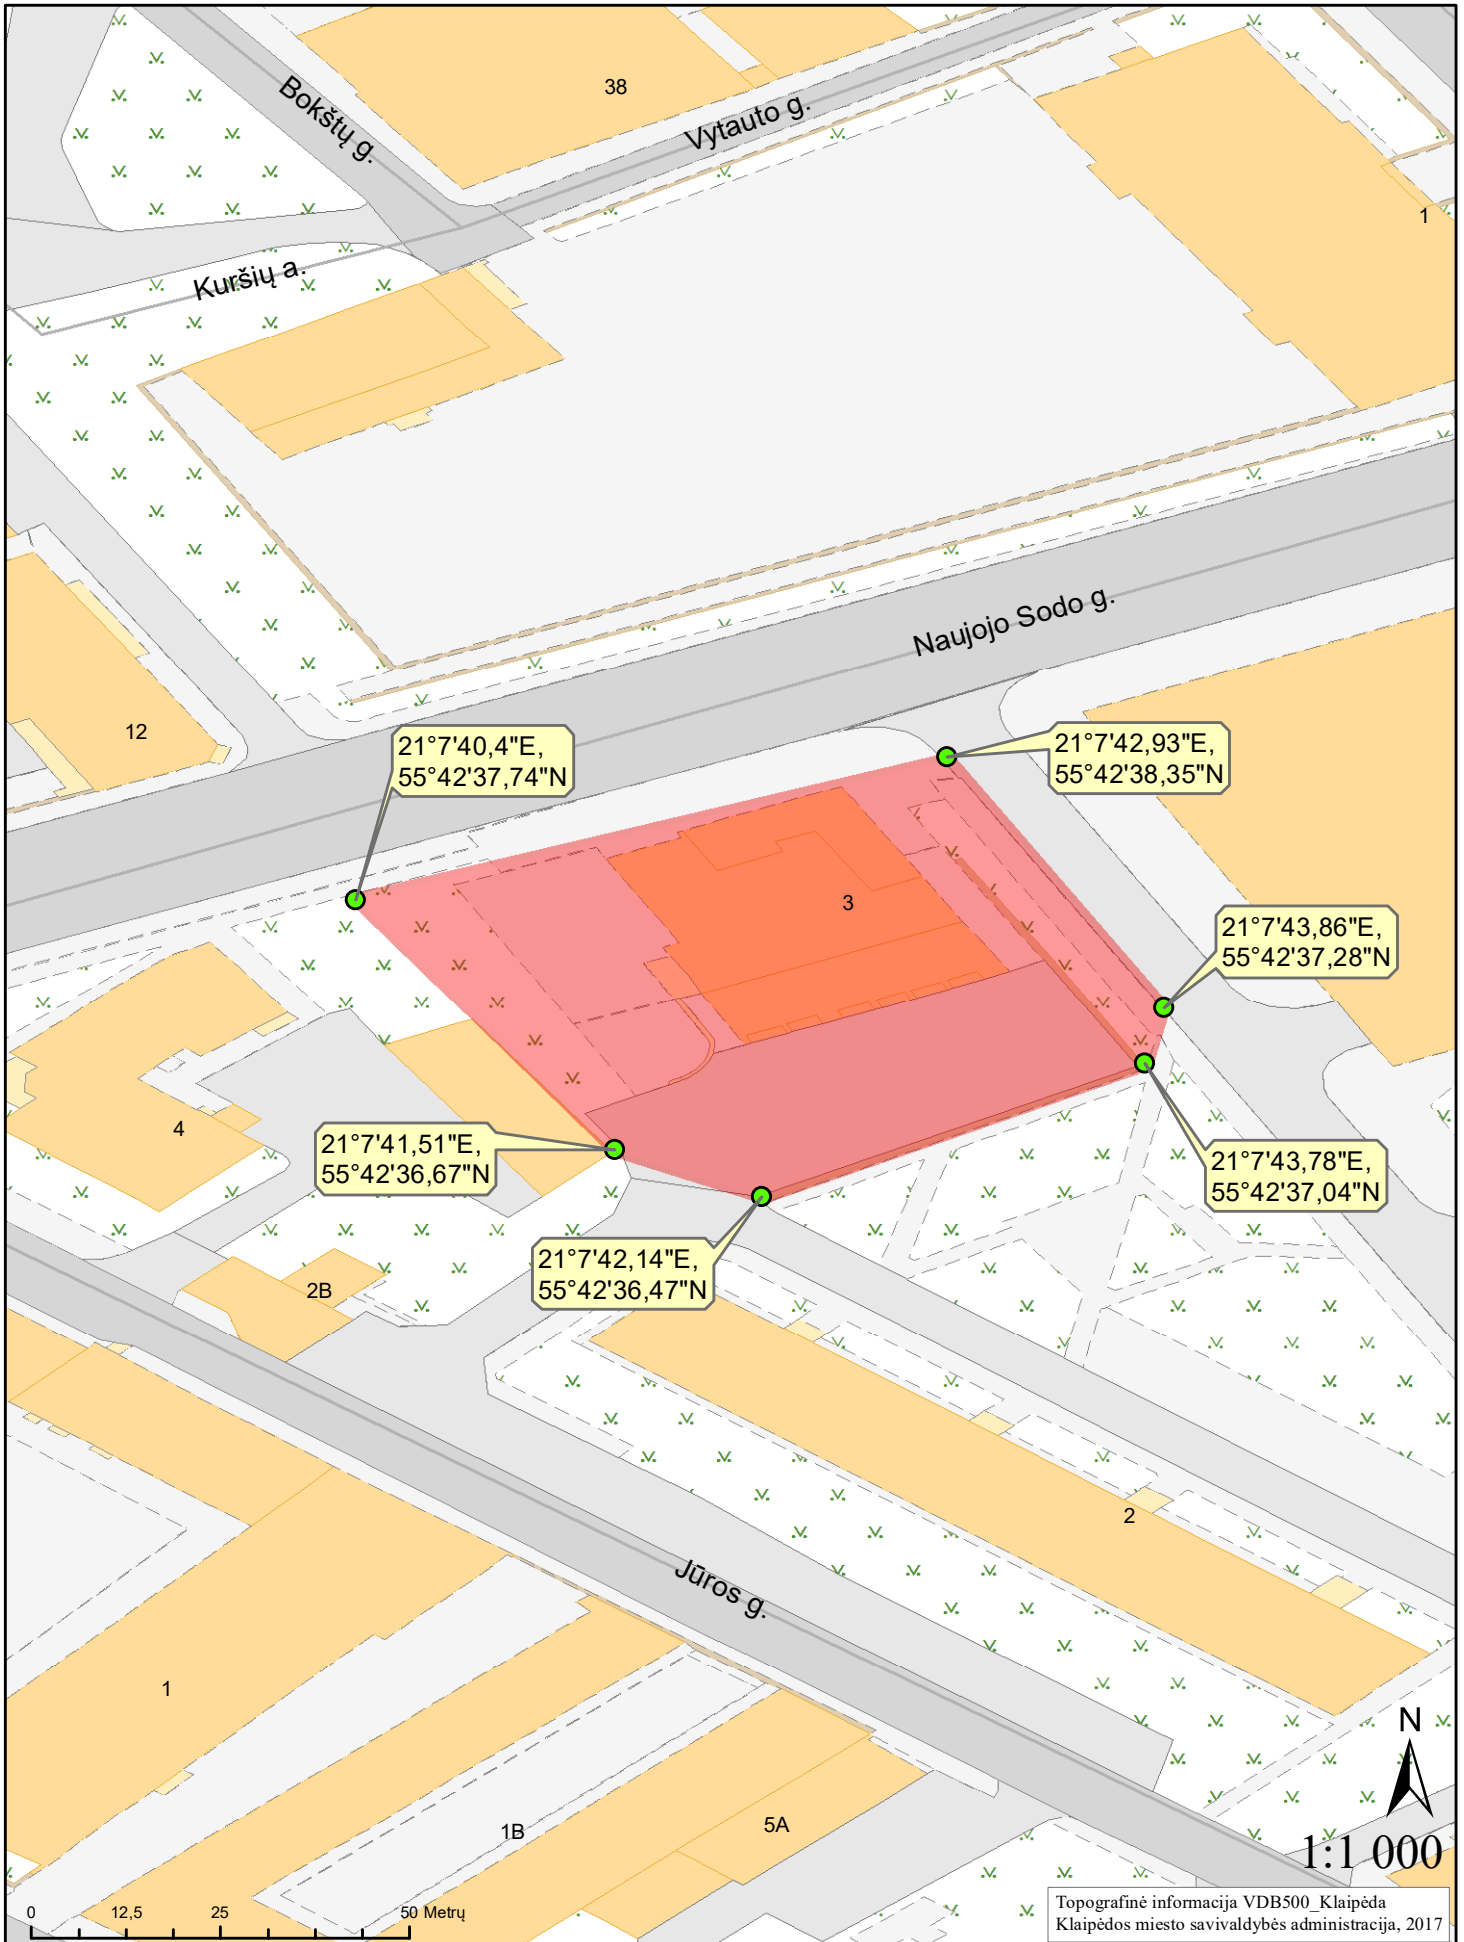 38
Bokštų g.
Vytauto g.
1
Kuršių a.
Naujojo Sodo g.
12
21°7'40,4"E,
55°42'37,74"N
21°7'42,93"E,
55°42'38,35"N
3
21°7'43,86"E,
55°42'37,28"N
4
21°7'41,51"E,
55°42'36,67"N
21°7'43,78"E,
55°42'37,04"N
21°7'42,14"E,
55°42'36,47"N
2B
2
Jūros g.
1
N
1B
5A
1:1 000
0 12,5 25 50 Metrų
Topografinė informacija VDB500_Klaipėda
Klaipėdos miesto savivaldybės administracija, 2017